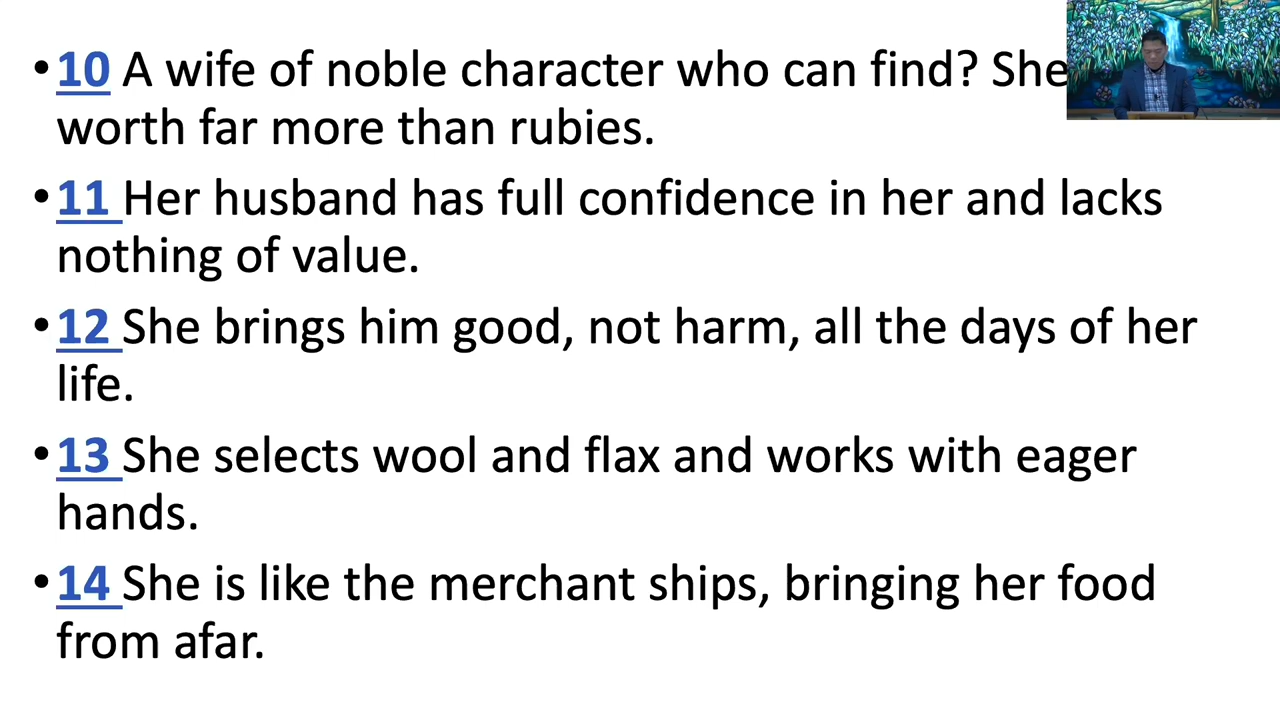 • 10 A wife of noble character who can find? She
worth far more than rubies.
• 11 Her husband has full confidence in her and lacks
nothing of value.
• 12 She brings him good, not harm, all the days of her
life.
• 13 She selects wool and flax and works with eager
hands.
• 14 She is like the merchant ships, bringing her food
from afar.